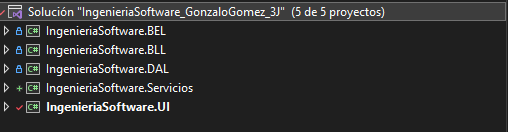 Solución "IngenieriaSoftware_GonzaloGomez_3J" (5 de 5 proyectos)
C# IngenieriaSoftware.BEL
C# IngenieriaSoftware.BLL
C# IngenieriaSoftware.DAL
C# IngenieriaSoftware.Servicios
C# IngenieriaSoftware.UI